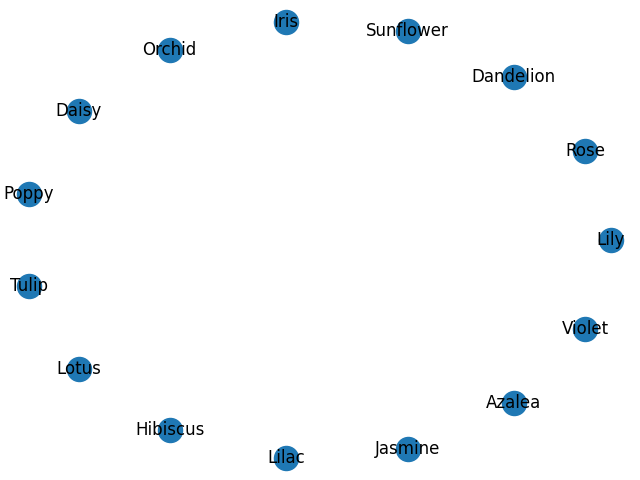 Iris
Sunflower
Orchid
Dandelion
Daisy
Rose
Poppy
Lily
Tulip
Violet
Lotus
Azalea
Hibiscus
Jasmine
Lilac